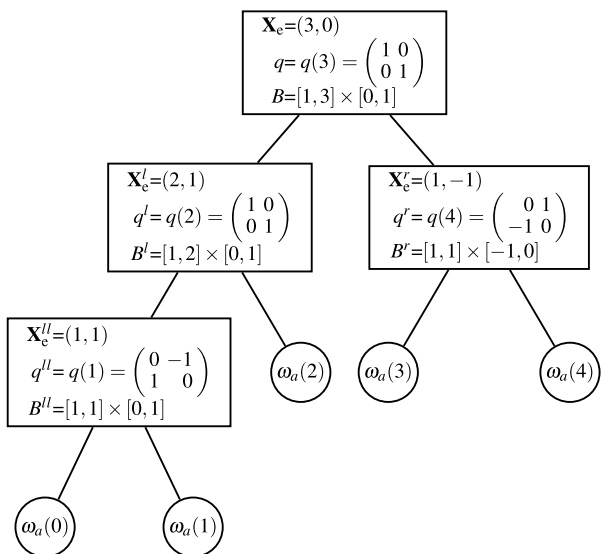 X_e=(3,0)
q= q(3) = ( 1 0
0 1 )
B=[1,3] × [0,1]
X_e^l=(2,1)
q^l= q(2) = ( 1 0
0 1 )
B^l=[1,2] × [0,1]
X_e^r=(1,−1)
q^r= q(4) = ( 0 1
−1 0 )
B^r=[1,1] × [−1,0]
X_e^ll=(1,1)
q^ll= q(1) = ( 0 −1
1 0 )
B^ll=[1,1] × [0,1]
ω_a(2)
ω_a(3)
ω_a(4)
ω_a(0)
ω_a(1)